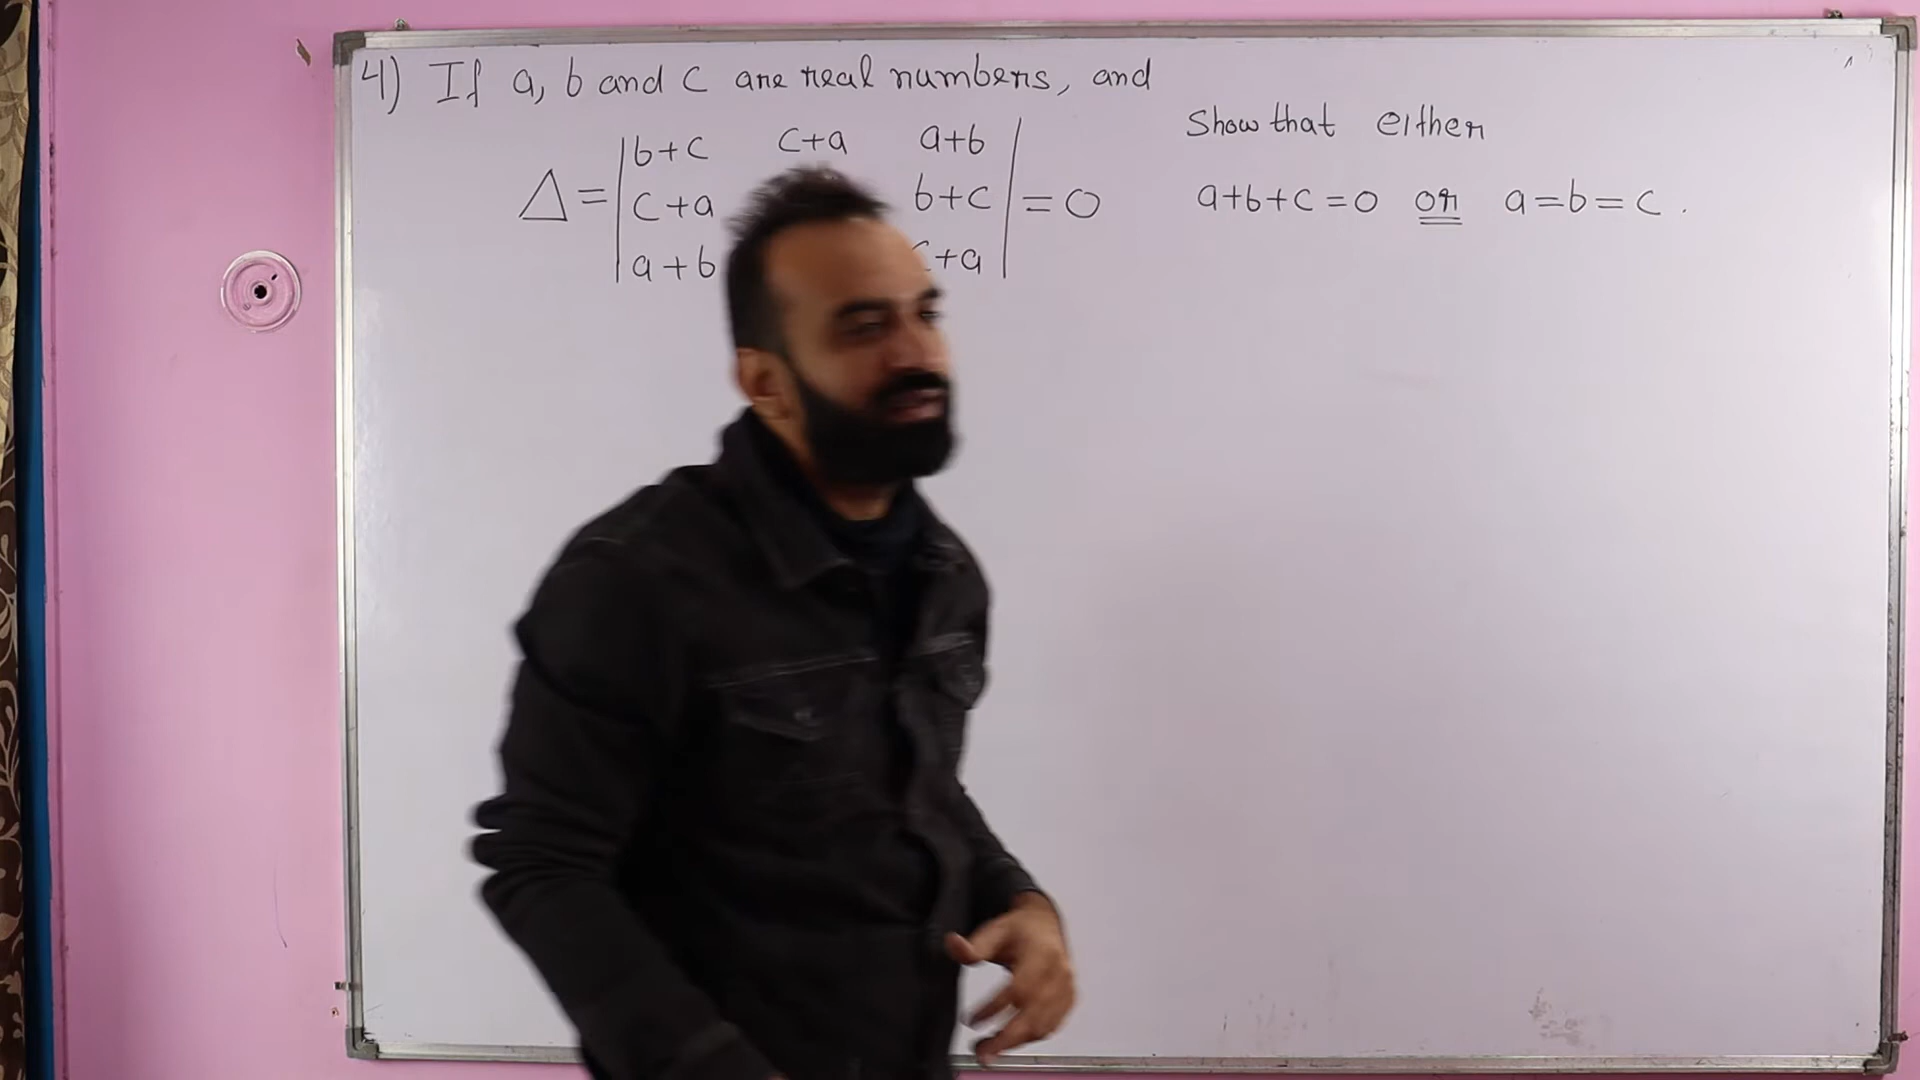 4) If a, b and c are real numbers, and
Show that either
b+c c+a a+b
Δ = c+a b+c = 0
a+b=c=0 or a=b=c.
a+b +a